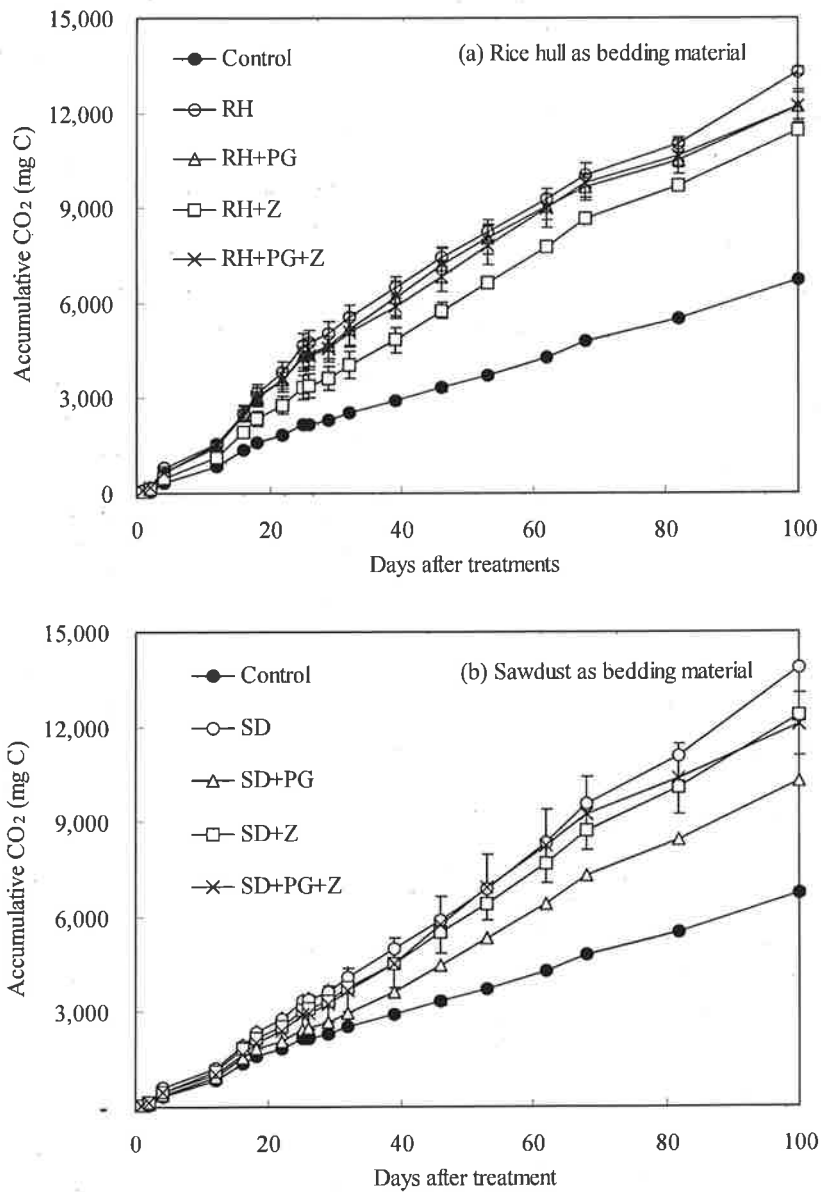 15,000
12,000
9,000
6,000
3,000
0
Accumulative CO₂ (mg C)
(a) Rice hull as bedding material
Control
RH
RH+PG
RH+Z
RH+PG+Z
0 20 40 60 80 100
Days after treatments
15,000
12,000
9,000
6,000
3,000
-
Accumulative CO₂ (mg C)
(b) Sawdust as bedding material
Control
SD
SD+PG
SD+Z
SD+PG+Z
0 20 40 60 80 100
Days after treatment